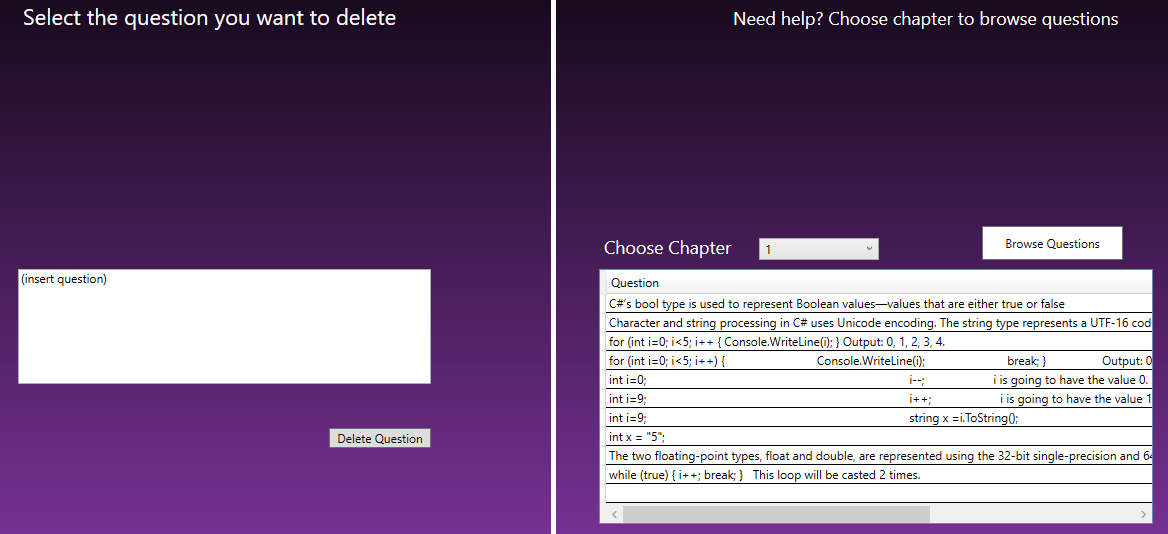 Select the question you want to delete
Need help? Choose chapter to browse questions
(insert question)
Delete Question
Choose Chapter
1
Browse Questions
Question
C#'s bool type is used to represent Boolean values—values that are either true or false
Character and string processing in C# uses Unicode encoding. The string type represents a UTF-16 cod
for (int i=0; i<5; i++ { Console.WriteLine(i); } Output: 0, 1, 2, 3, 4.
for (int i=0; i<5; i++) { Console.WriteLine(i); break; } Output: 0
int i=0; i--; i is going to have the value 0.
int i=9; i++; i is going to have the value 1
int i=9; string x =i.ToString();
int x = "5";
The two floating-point types, float and double, are represented using the 32-bit single-precision and 64
while (true) { i++; break; } This loop will be casted 2 times.